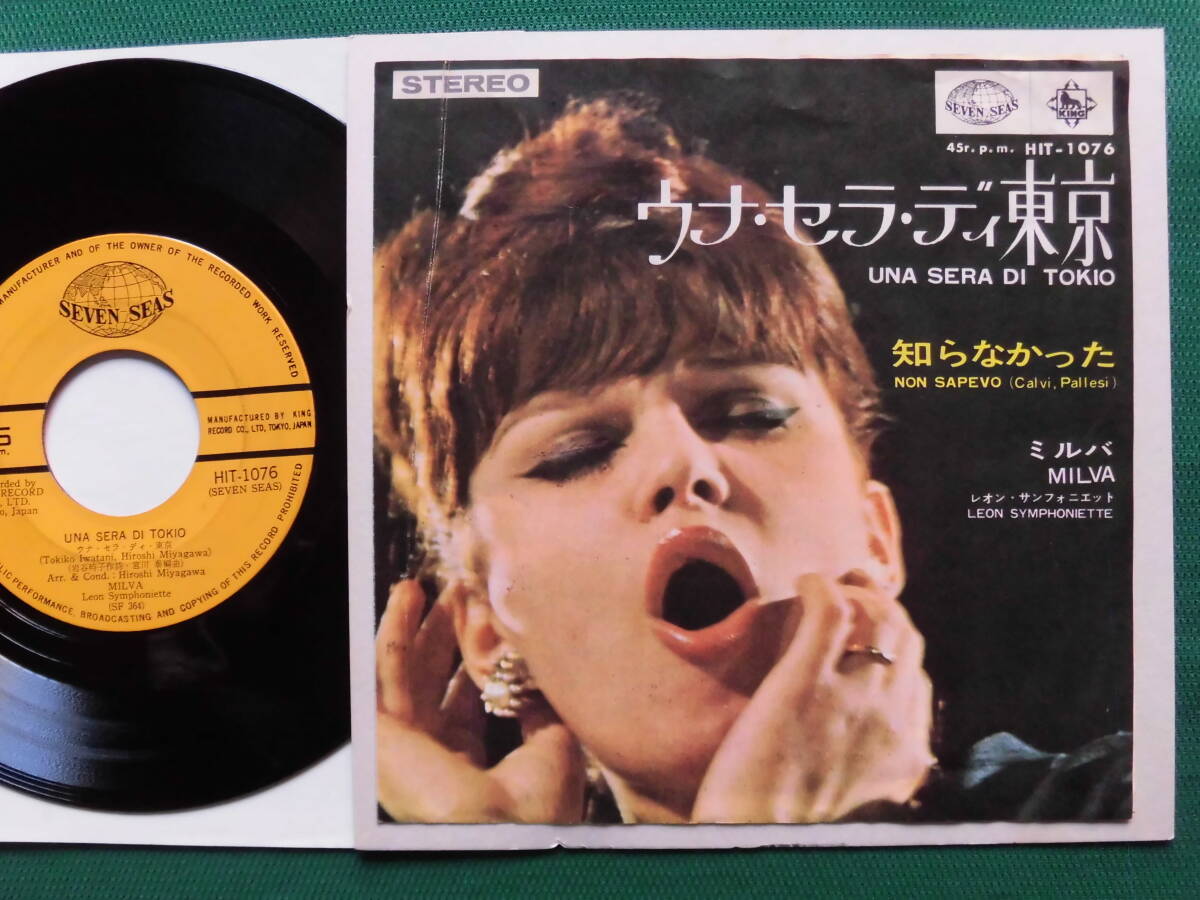 MANUFACTURER AND OF THE OWNER OF THE RECORDED WORK RESERVED
SEVEN SEAS
MANUFACTURED BY KING
RECORD CO., LTD. TOKYO, JAPAN
HIT-1076
(SEVEN SEAS)
RECORD
LTD.
Japan
UNA SERA DI TOKIO
ウナ・セラ・ディ・東京
(Tokiko Iwatani, Hiroshi Miyagawa)
Arr. & Cond.: Hiroshi Miyagawa
MILVA
Leon Symphoniette
(SF 364)
PERFORMANCE, BROADCASTING AND COPYING OF THIS RECORD PROHIBITED
STEREO
SEVEN SEAS
KING
45r.p.m. HIT-1076
ウナ・セラ・ディ東京
UNA SERA DI TOKIO
知らなかった
NON SAPEVO (Calvi, Pallesi)
ミルバ
MILVA
レオン・サンフォニエット
LEON SYMPHONIETTE